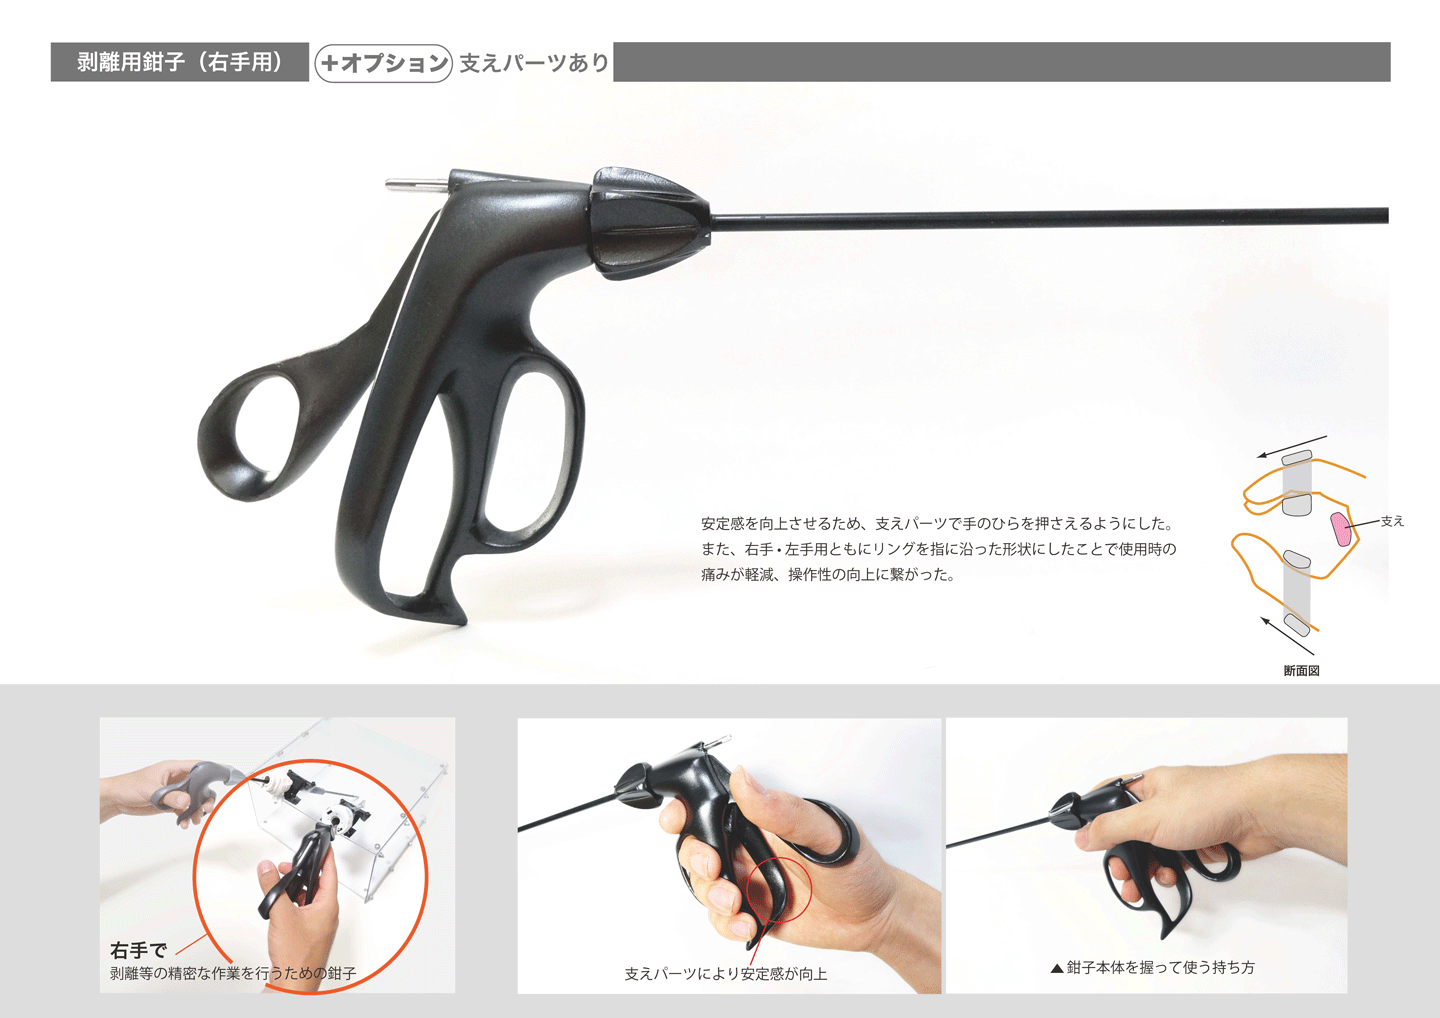 剥離用鉗子（右手用）
＋オプション 支えパーツあり
安定感を向上させるため、支えパーツで手のひらを押さえるようにした。
また、右手・左手用ともにリングを指に沿った形状にしたことで使用時の
痛みが軽減、操作性の向上に繋がった。
支え
断面図
右手で
剥離等の精密な作業を行うための鉗子
支えパーツにより安定感が向上
▲鉗子本体を握って使う持ち方